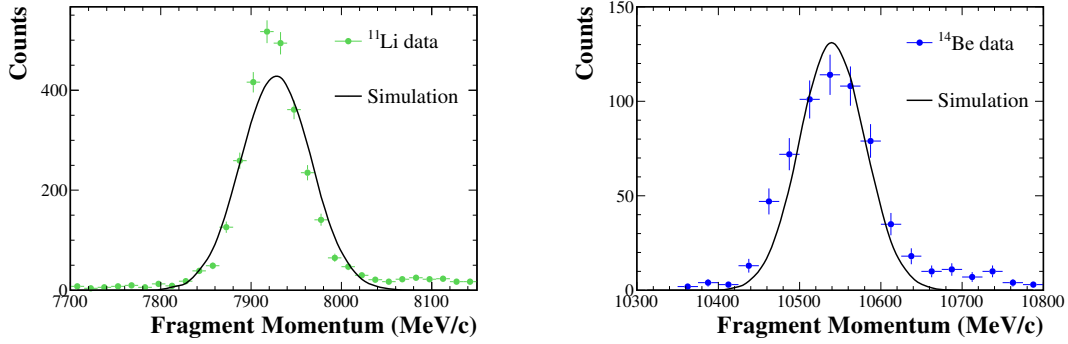 Counts
400
200
0
¹¹Li data
Simulation
7700
7800
7900
8000
8100
Fragment Momentum (MeV/c)
Counts
150
100
50
0
¹⁴Be data
Simulation
10300
10400
10500
10600
10700
10800
Fragment Momentum (MeV/c)